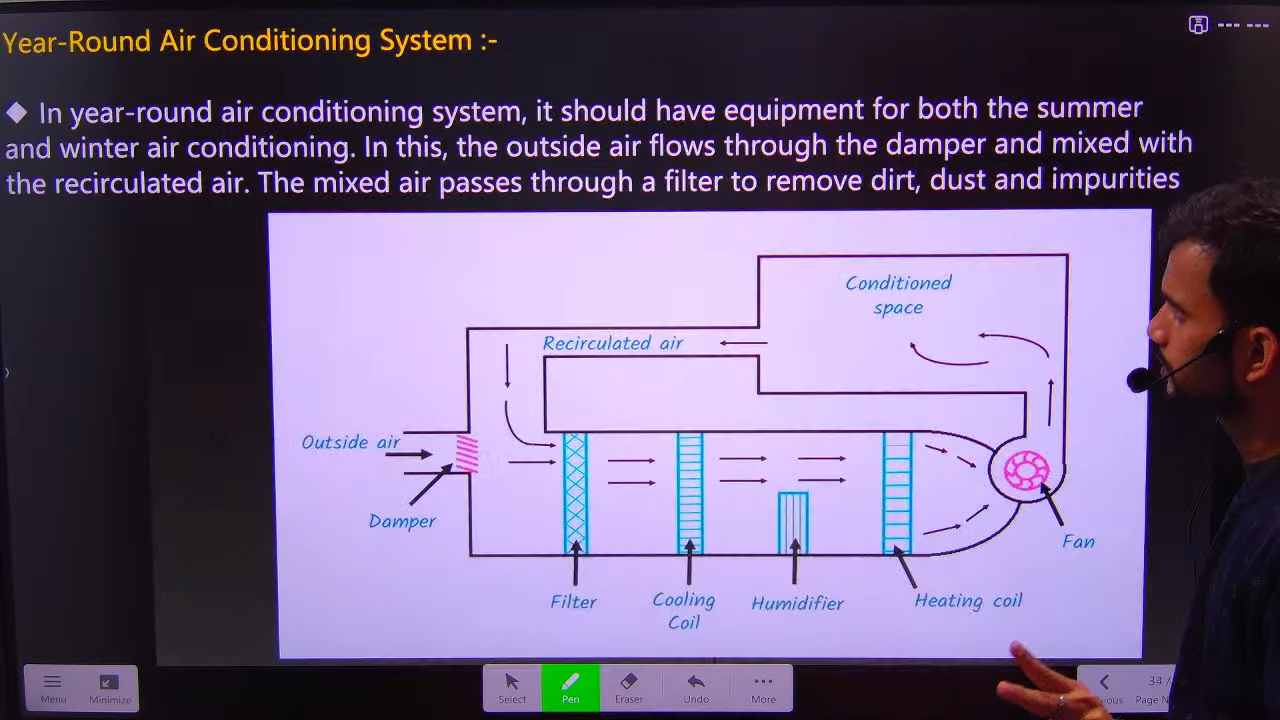 Year-Round Air Conditioning System :-
◆ In year-round air conditioning system, it should have equipment for both the summer
and winter air conditioning. In this, the outside air flows through the damper and mixed with
the recirculated air. The mixed air passes through a filter to remove dirt, dust and impurities
Conditioned
space
Recirculated air
Outside air
Damper
Fan
Filter
Cooling
Coil
Humidifier
Heating coil
Menu
Minimize
Select
Pen
Eraser
Undo
More
34 /
ous
Page N